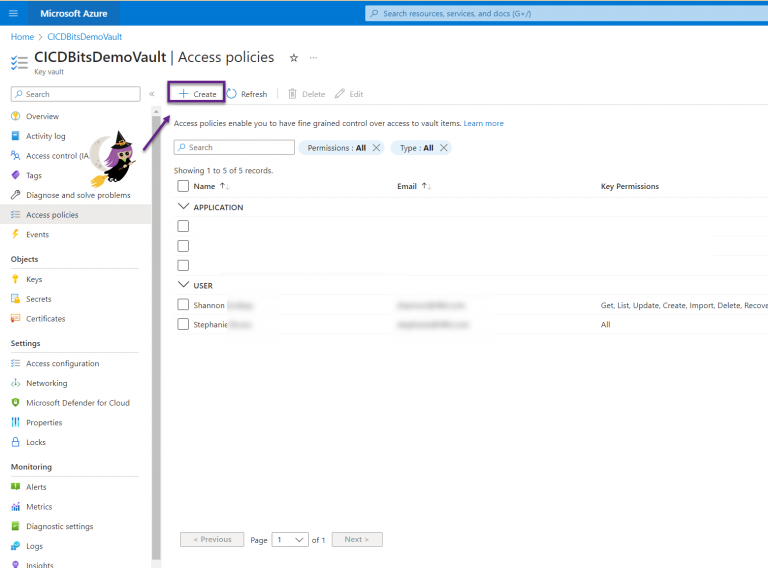 Microsoft Azure
Search resources, services, and docs (G+/)
Home > CICDBitsDemoVault
CICDBitsDemoVault | Access policies
Key vault
Search
Create
Refresh
Delete
Edit
Overview
Activity log
Access control (IA
Tags
Diagnose and solve problems
Access policies
Events
Objects
Keys
Secrets
Certificates
Settings
Access configuration
Networking
Microsoft Defender for Cloud
Properties
Locks
Monitoring
Alerts
Metrics
Diagnostic settings
Logs
Insights
Access policies enable you to have fine grained control over access to vault items. Learn more
Search
Permissions : All
Type : All
Showing 1 to 5 of 5 records.
Name Email Key Permissions
APPLICATION
USER
Shannon Get, List, Update, Create, Import, Delete, Recove
Stephanie All
< Previous Page 1 of 1 Next >